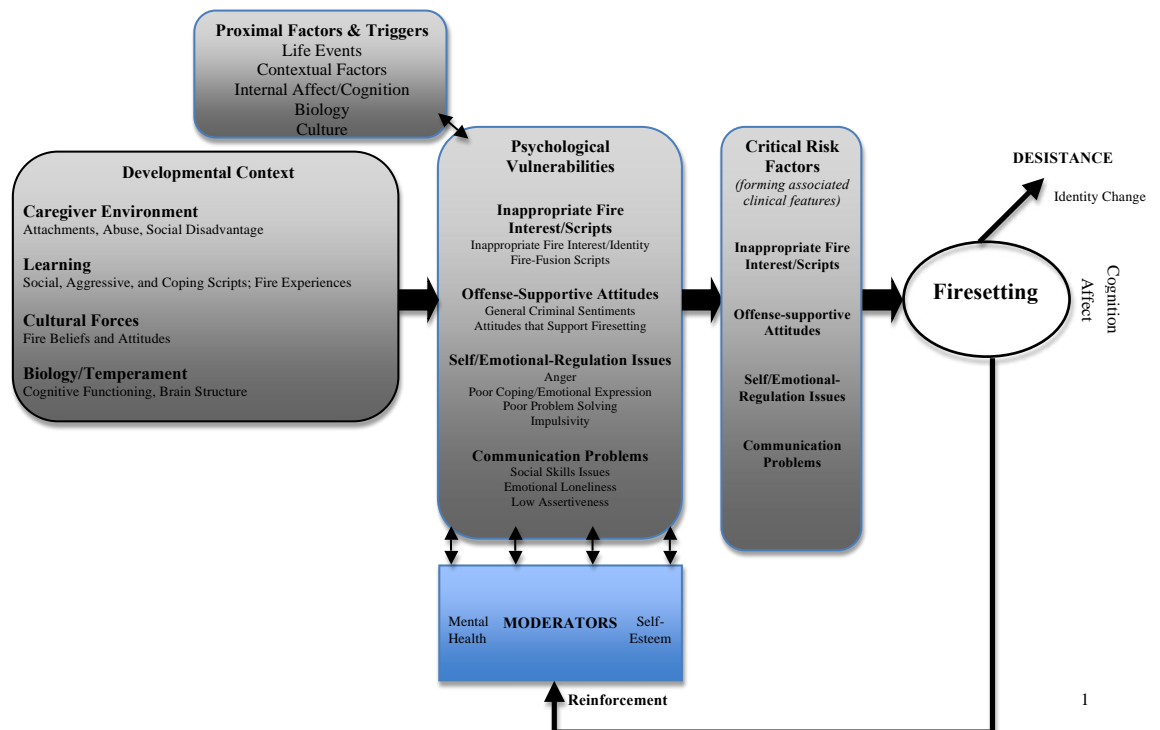 Proximal Factors & Triggers
Life Events
Contextual Factors
Internal Affect/Cognition
Biology
Culture
Developmental Context
Caregiver Environment
Attachments, Abuse, Social Disadvantage
Learning
Social, Aggressive, and Coping Scripts; Fire Experiences
Cultural Forces
Fire Beliefs and Attitudes
Biology/Temperament
Cognitive Functioning, Brain Structure
Psychological
Vulnerabilities
Inappropriate Fire
Interest/Scripts
Inappropriate Fire Interest/Identity
Fire-Fusion Scripts
Offense-Supportive Attitudes
General Criminal Sentiments
Attitudes that Support Firesetting
Self/Emotional-Regulation Issues
Anger
Poor Coping/Emotional Expression
Poor Problem Solving
Impulsivity
Communication Problems
Social Skills Issues
Emotional Loneliness
Low Assertiveness
Critical Risk
Factors
(forming associated
clinical features)
Inappropriate Fire
Interest/Scripts
Offense-supportive
Attitudes
Self/Emotional-
Regulation Issues
Communication
Problems
DESISTANCE
Identity Change
Firesetting
Cognition
Affect
Mental
Health
MODERATORS
Self-
Esteem
Reinforcement
1